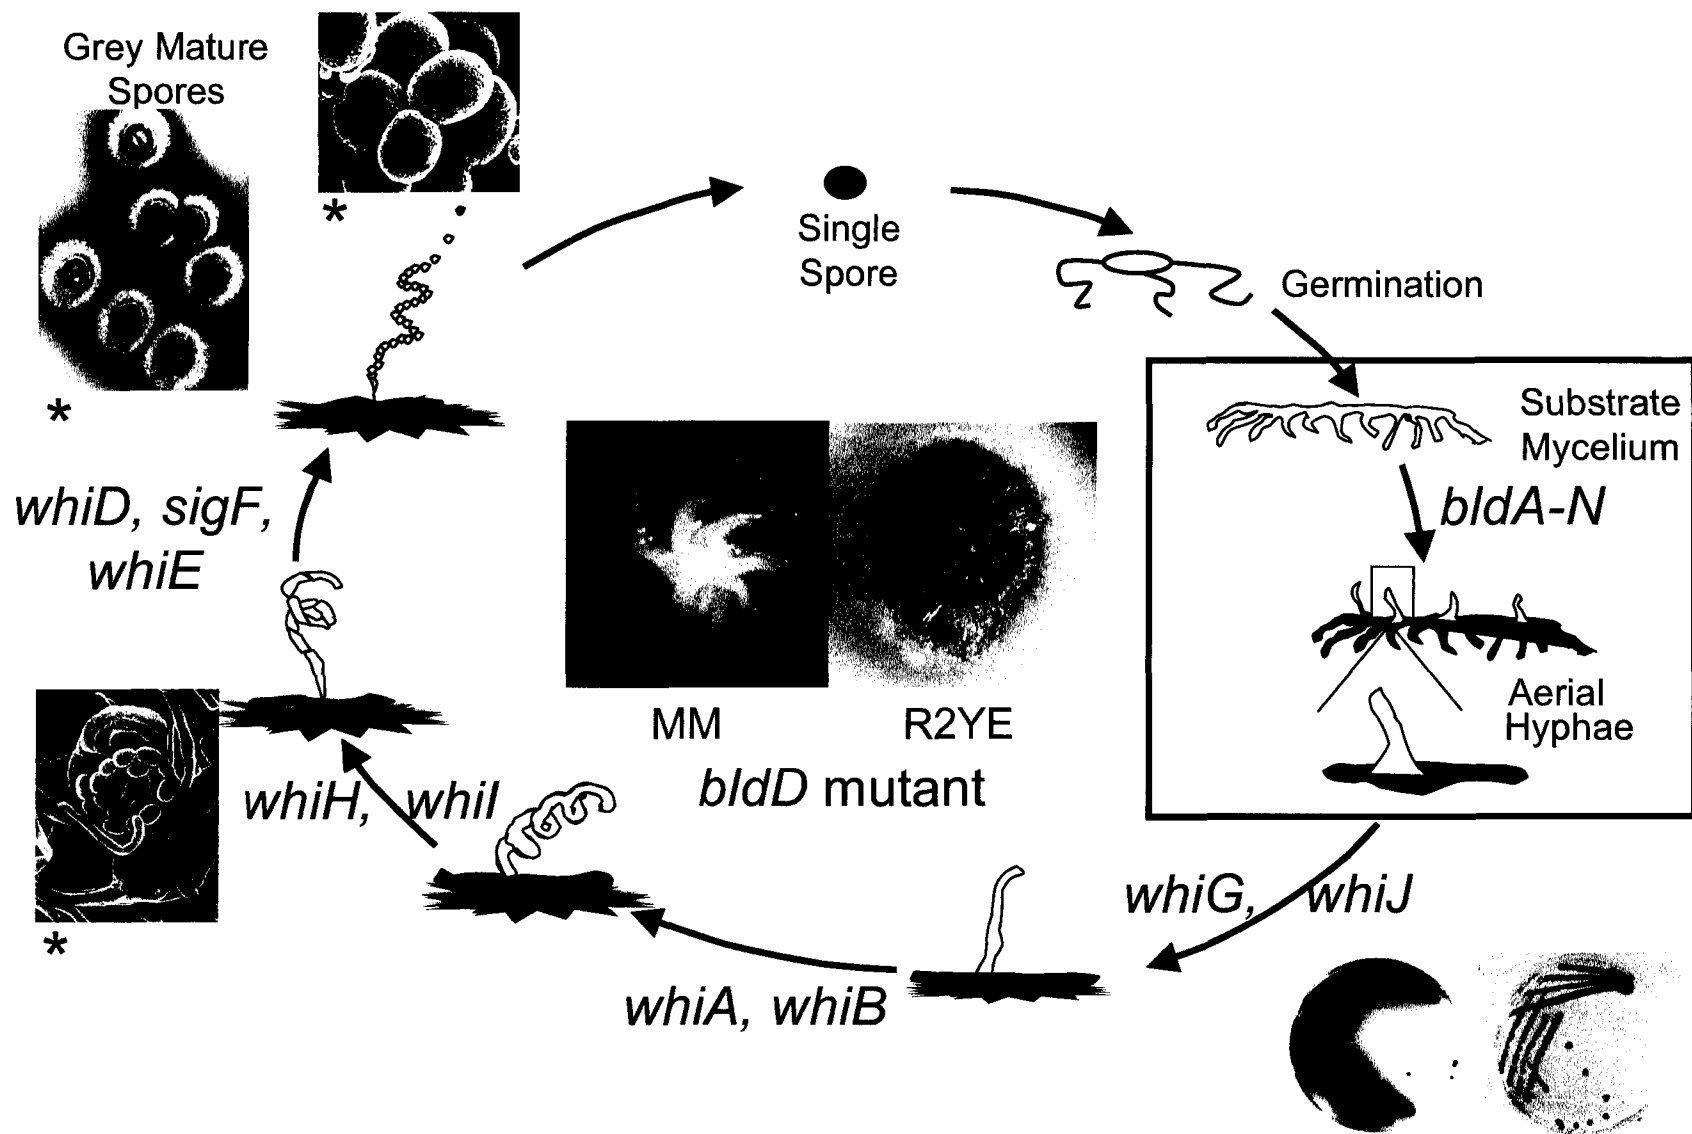 Grey Mature
Spores
*
*
Single
Spore
Germination
Substrate
Mycelium
bldA-N
Aerial
Hyphae
whiG, whiJ
whiA, whiB
whiH, whiI
*
whiD, sigF,
whiE
MM
R2YE
bldD mutant